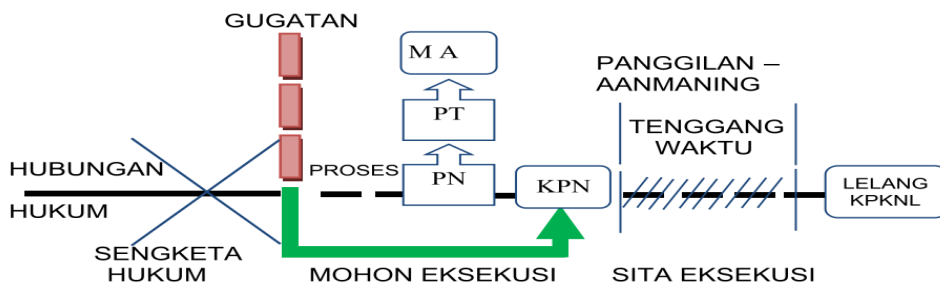 GUGATAN
M A
PANGGILAN –
AANMANING
PT
TENGGANG
WAKTU
HUBUNGAN
HUKUM
PROSES
PN
KPN
LELANG
KPKNL
SENGKETA
HUKUM
MOHON EKSEKUSI
SITA EKSEKUSI